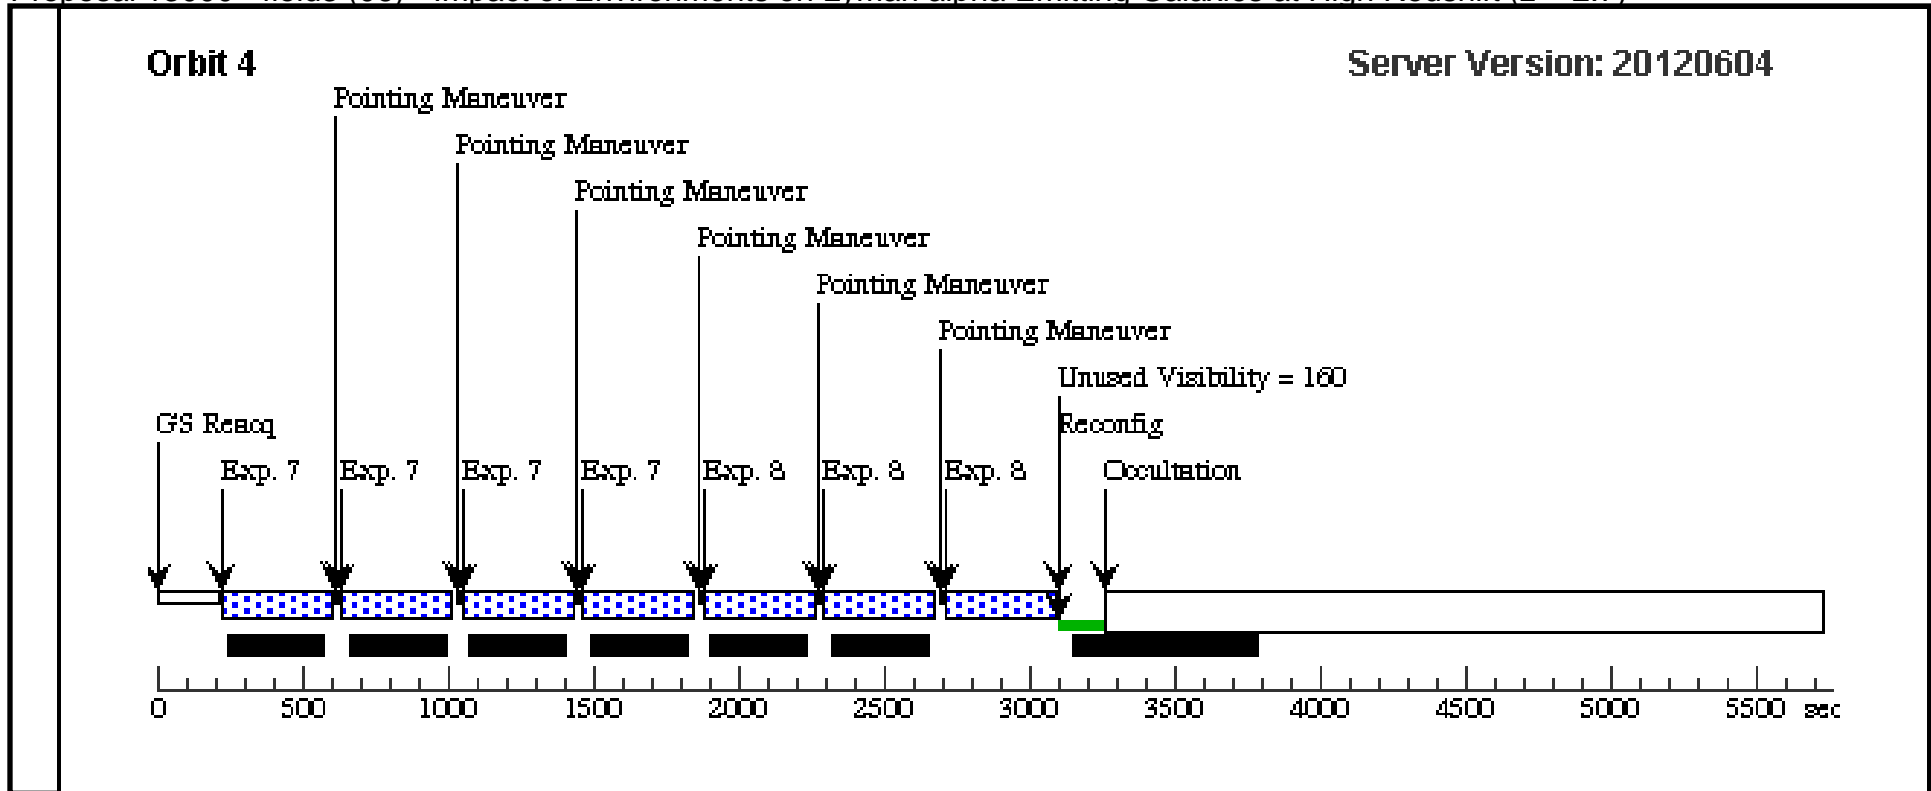 Orbit 4
Server Version: 20120604
Pointing Maneuver
Pointing Maneuver
Pointing Maneuver
Pointing Maneuver
Pointing Maneuver
Pointing Maneuver
Unused Visibility = 160
GS Reacq
Reconfig
Exp. 7
Exp. 7
Exp. 7
Exp. 7
Exp. 8
Exp. 8
Exp. 8
Occultation
0 500 1000 1500 2000 2500 3000 3500 4000 4500 5000 5500 sec